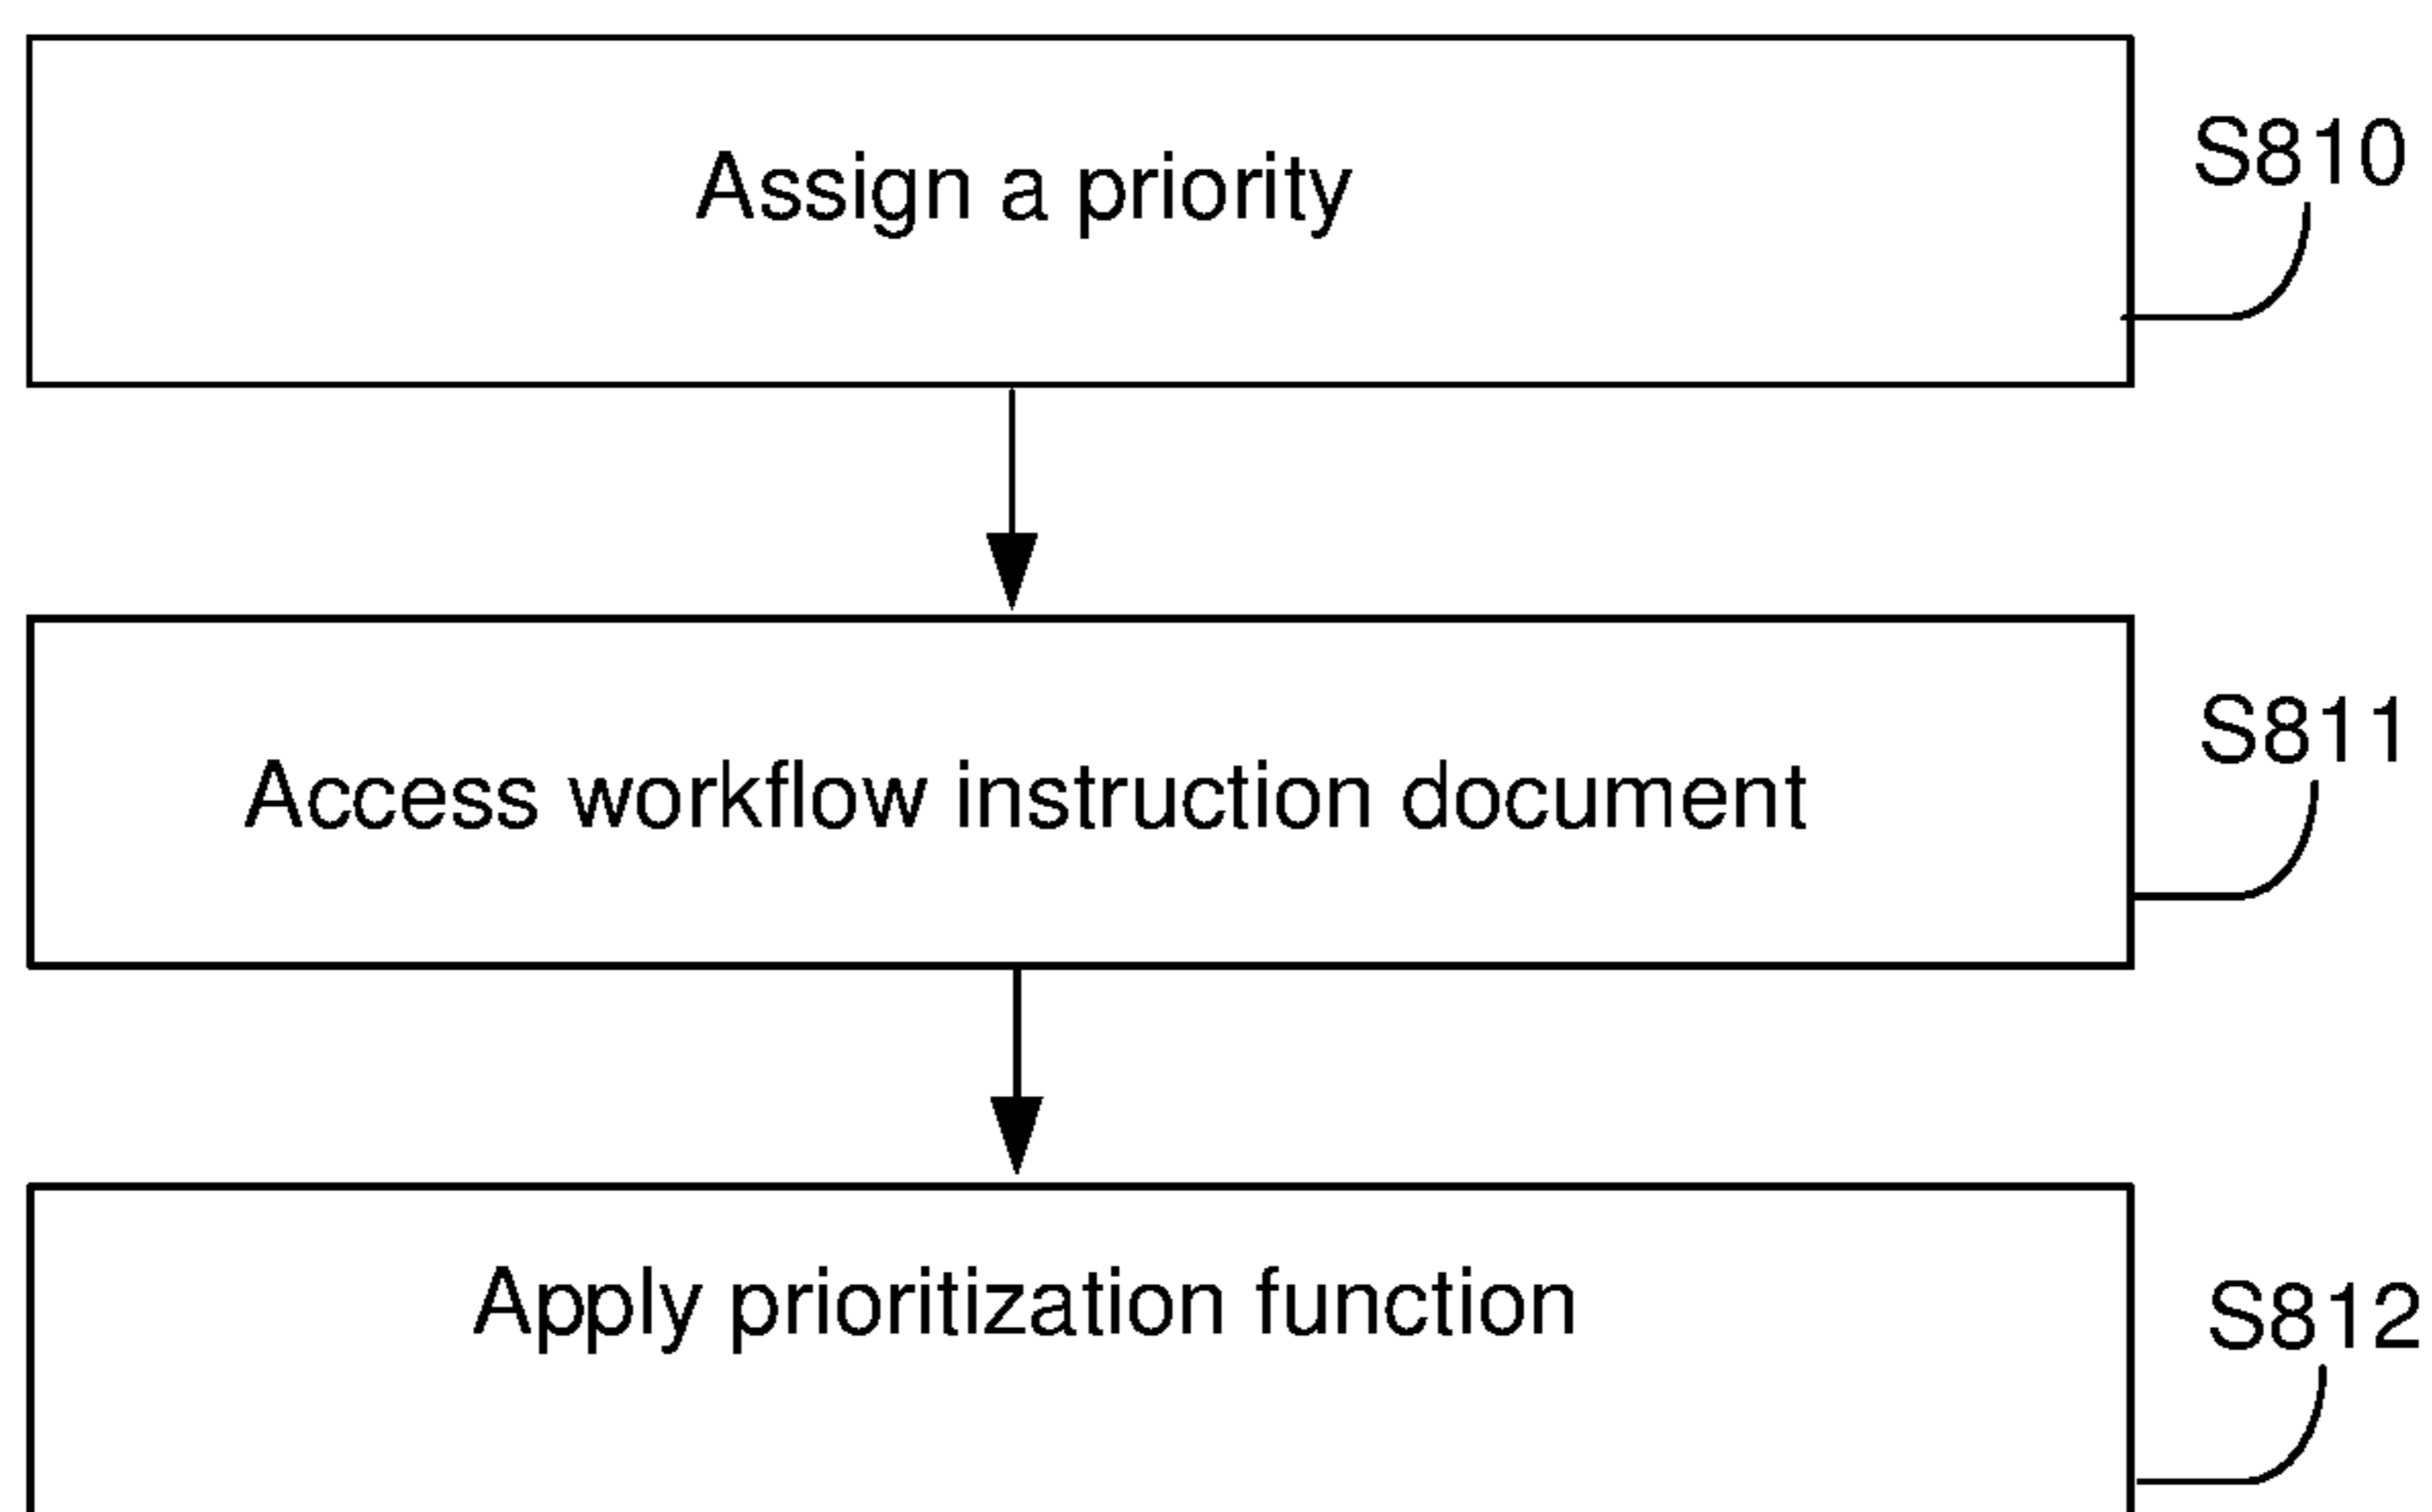 Assign a priority
S810
Access workflow instruction document
S811
Apply prioritization function
S812